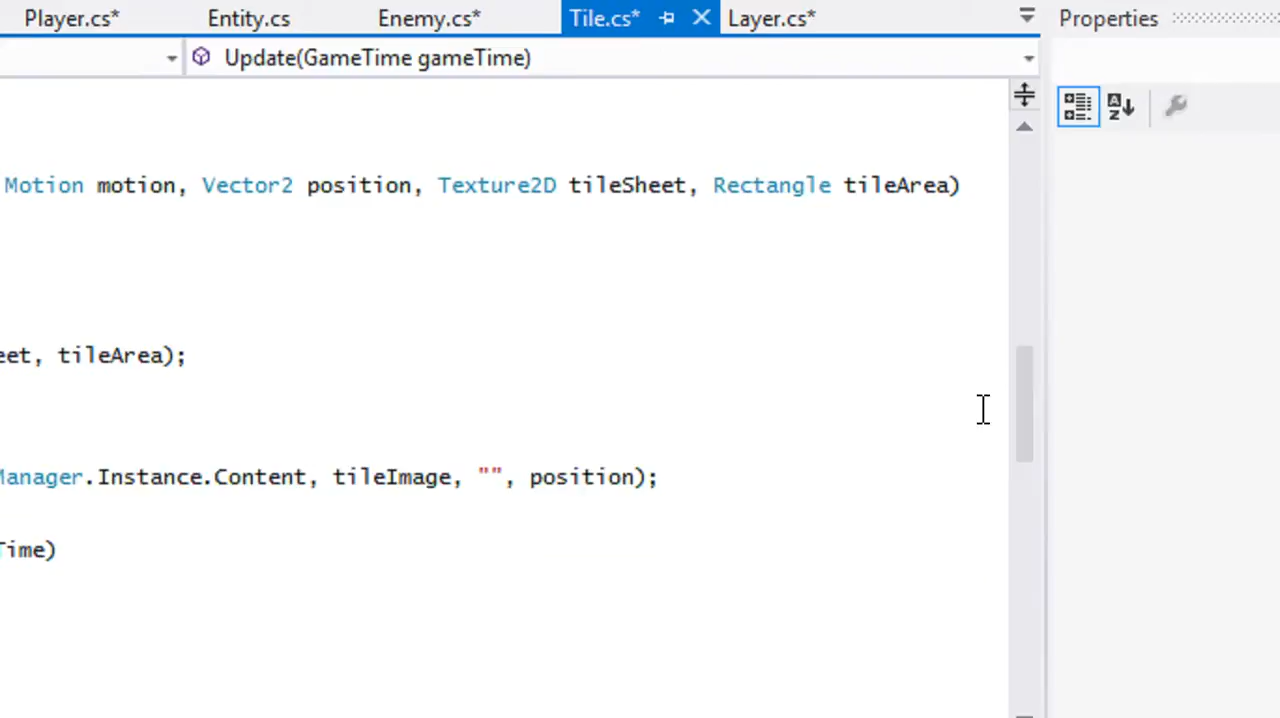 Player.cs* Entity.cs Enemy.cs* Tile.cs* Layer.cs* Properties
Update(GameTime gameTime)
Motion motion, Vector2 position, Texture2D tileSheet, Rectangle tileArea)
eet, tileArea);
Manager.Instance.Content, tileImage, "", position);
Time)